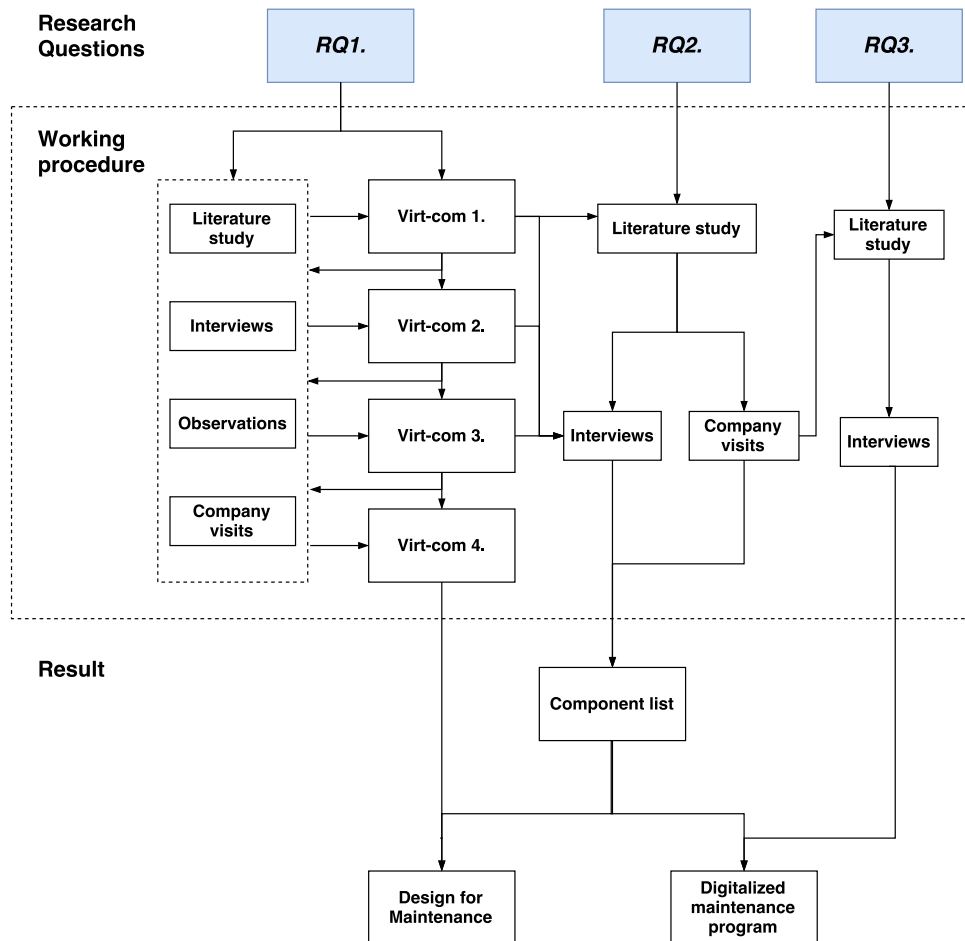 Research
Questions
RQ1.
RQ2.
RQ3.
Working
procedure
Literature
study
Interviews
Observations
Company
visits
Virt-com 1.
Virt-com 2.
Virt-com 3.
Virt-com 4.
Literature study
Interviews
Company
visits
Literature
study
Interviews
Result
Component list
Design for
Maintenance
Digitalized
maintenance
program